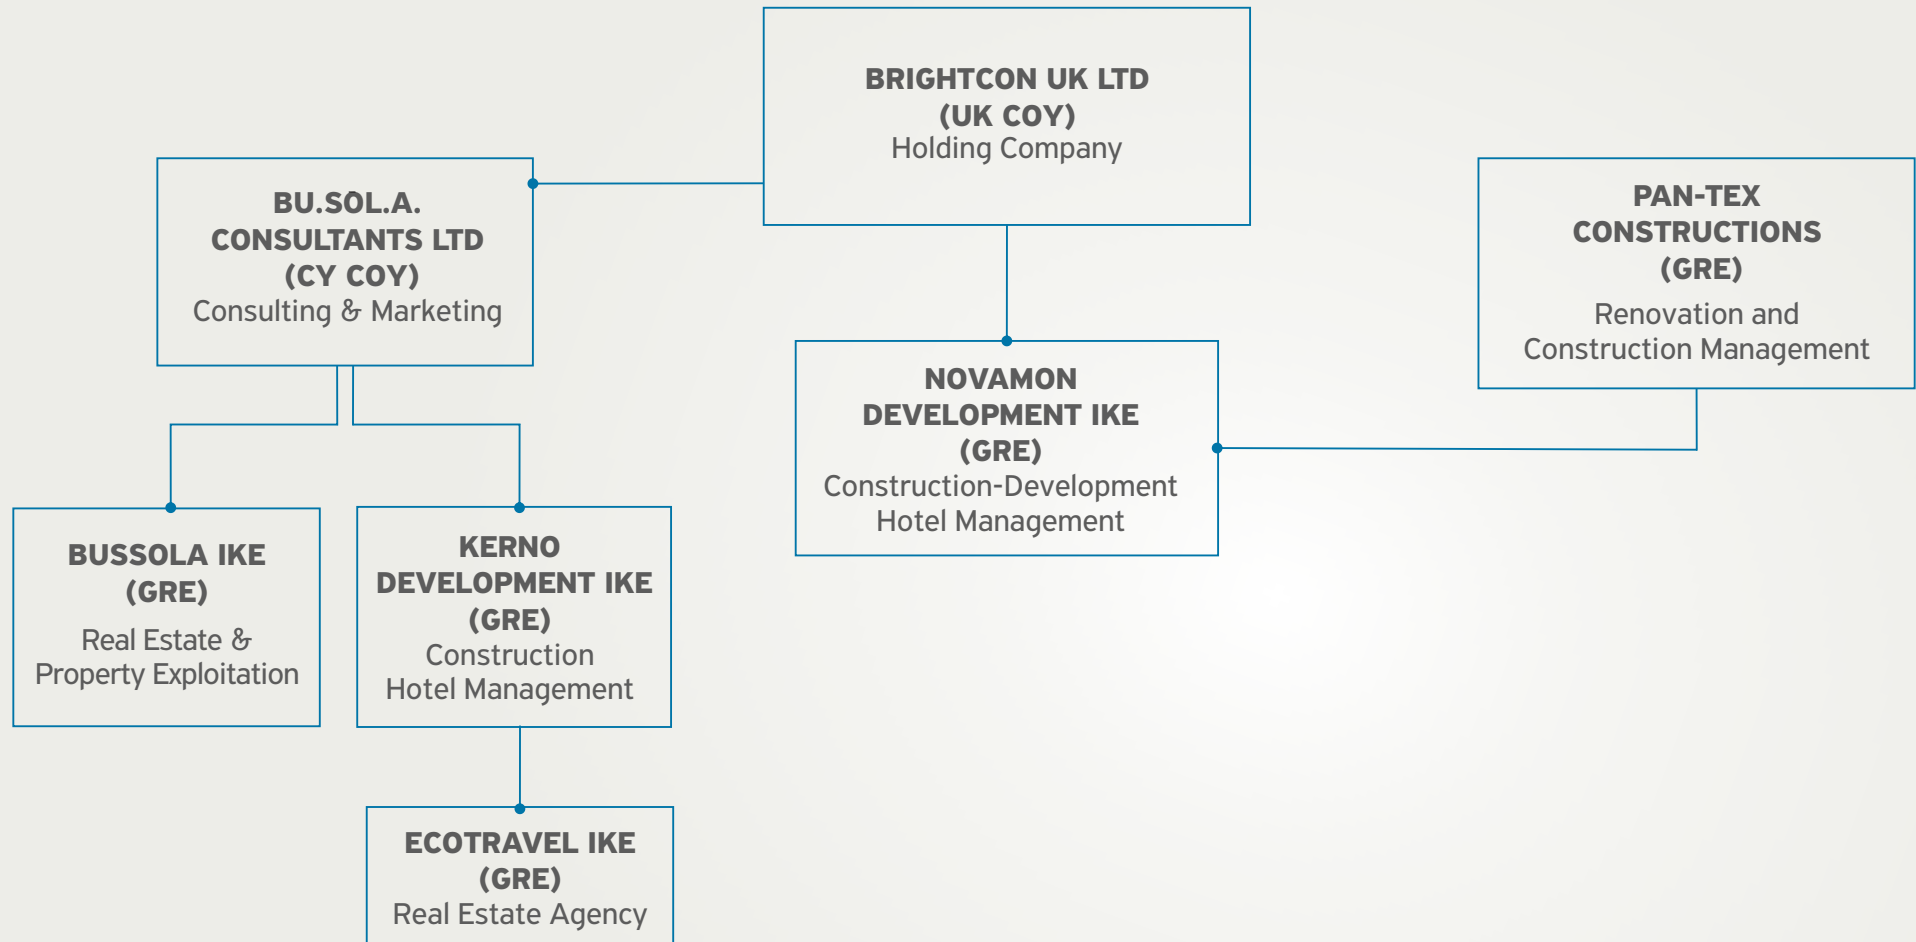 BRIGHTCON UK LTD
(UK COY)
Holding Company
BU.SOL.A.
CONSULTANTS LTD
(CY COY)
Consulting & Marketing
PAN-TEX
CONSTRUCTIONS
(GRE)
Renovation and
Construction Management
NOVAMON
DEVELOPMENT IKE
(GRE)
Construction-Development
Hotel Management
BUSSOLA IKE
(GRE)
Real Estate &
Property Exploitation
KERNO
DEVELOPMENT IKE
(GRE)
Construction
Hotel Management
ECOTRAVEL IKE
(GRE)
Real Estate Agency